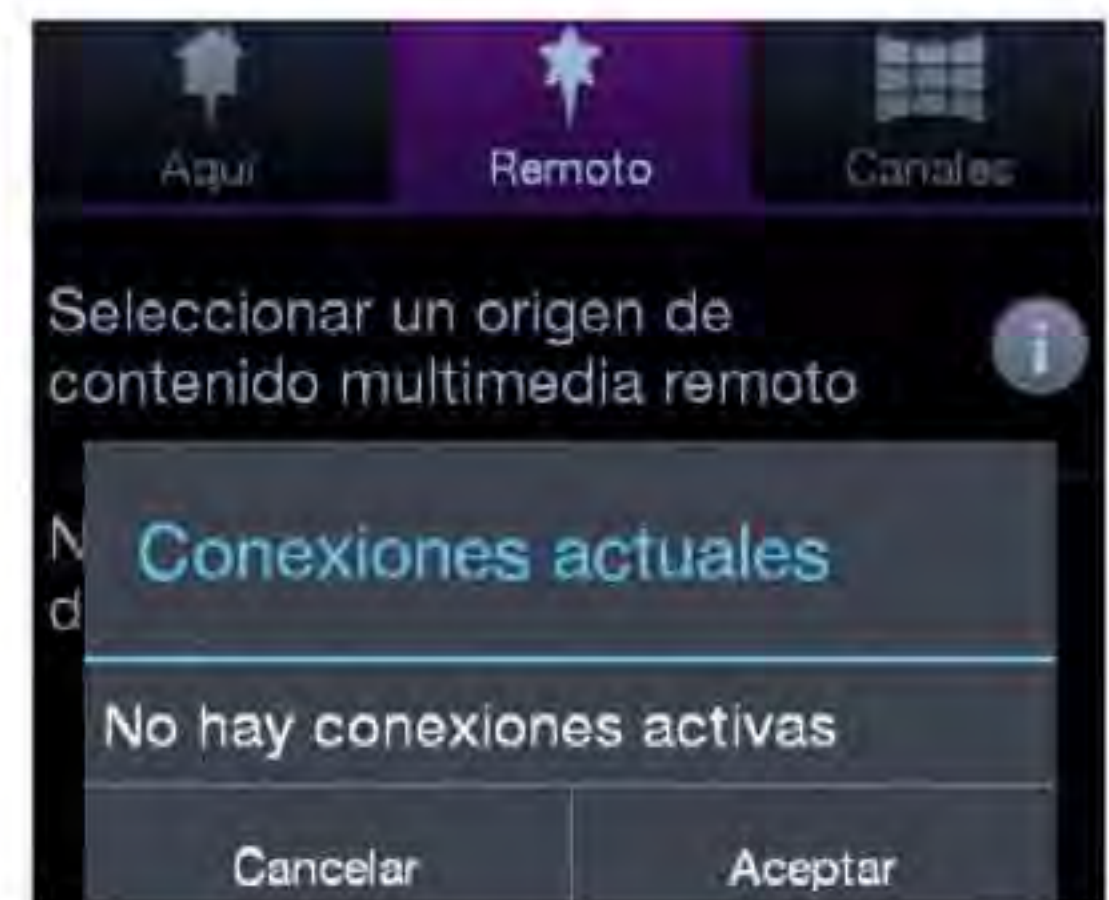 Aquí
Remoto
Canales
Seleccionar un origen de
contenido multimedia remoto
i
N
d
Conexiones actuales
No hay conexiones activas
Cancelar
Aceptar